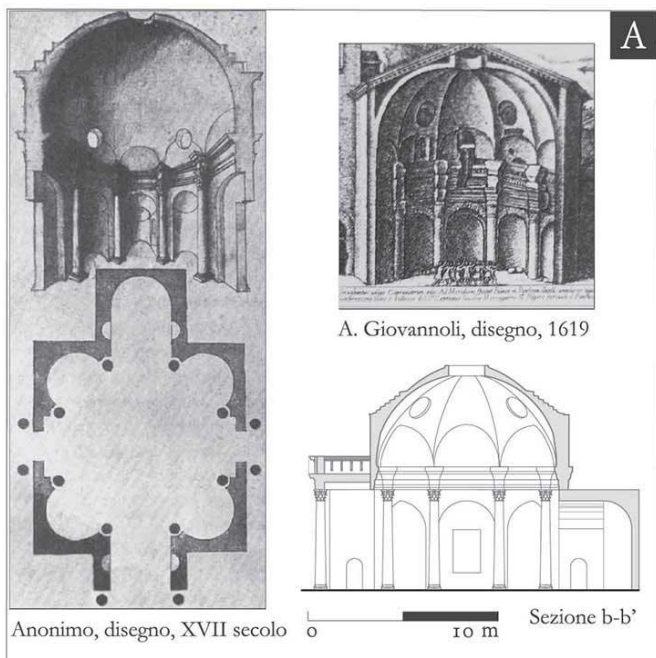 A
A. Giovannoli, disegno, 1619
Anonimo, disegno, XVII secolo
0 10 m
Sezione b-b'